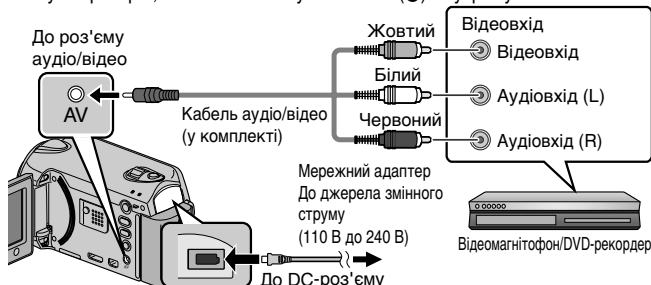 До роз'єму
аудіо/відео
AV
Кабель аудіо/відео
(у комплекті)
Жовтий
Білий
Червоний
Відеовхід
Відеовхід
Аудіовхід (L)
Аудіовхід (R)
Мережний адаптер
До джерела змінного
струму
(110 В до 240 В)
До DC-роз'єму
Відеомагнітофон/DVD-рекордер